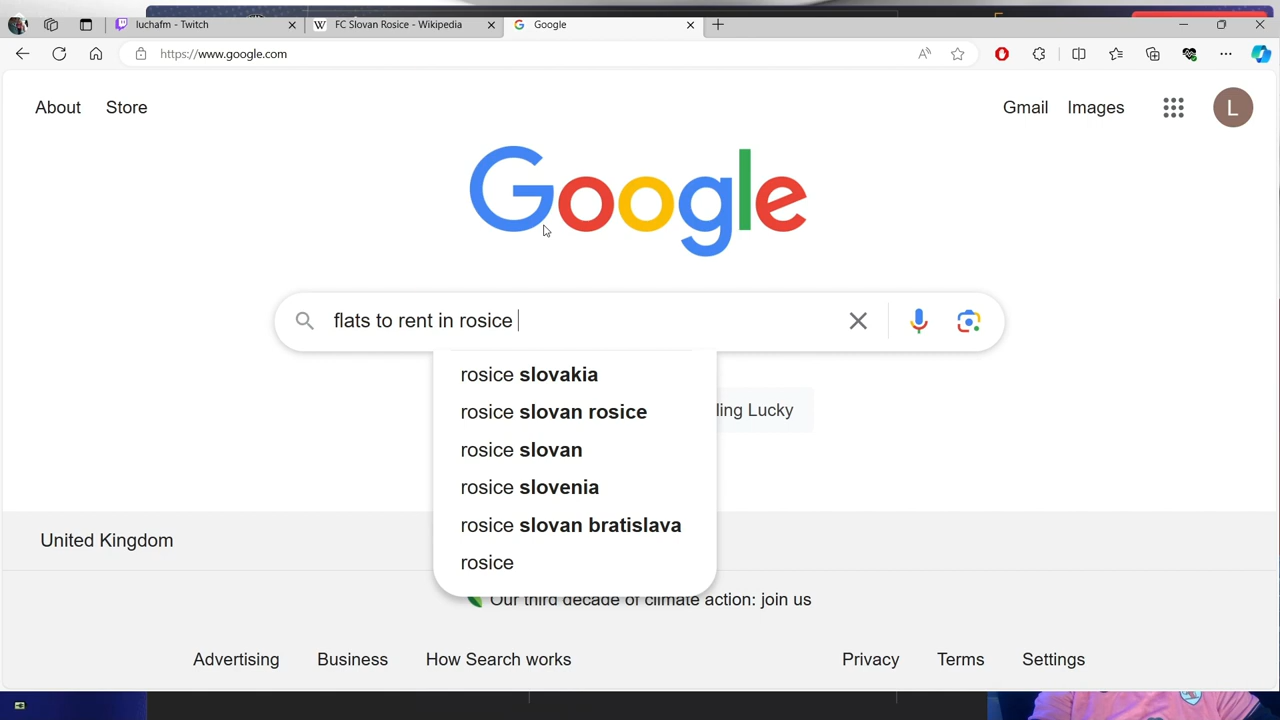 luchafm - Twitch
FC Slovan Rosice - Wikipedia
Google
https://www.google.com
About
Store
Gmail
Images
L
Google
flats to rent in rosice
rosice slovakia
rosice slovan rosice
rosice slovan
rosice slovenia
rosice slovan bratislava
rosice
ling Lucky
United Kingdom
Our third decade of climate action: join us
Advertising
Business
How Search works
Privacy
Terms
Settings